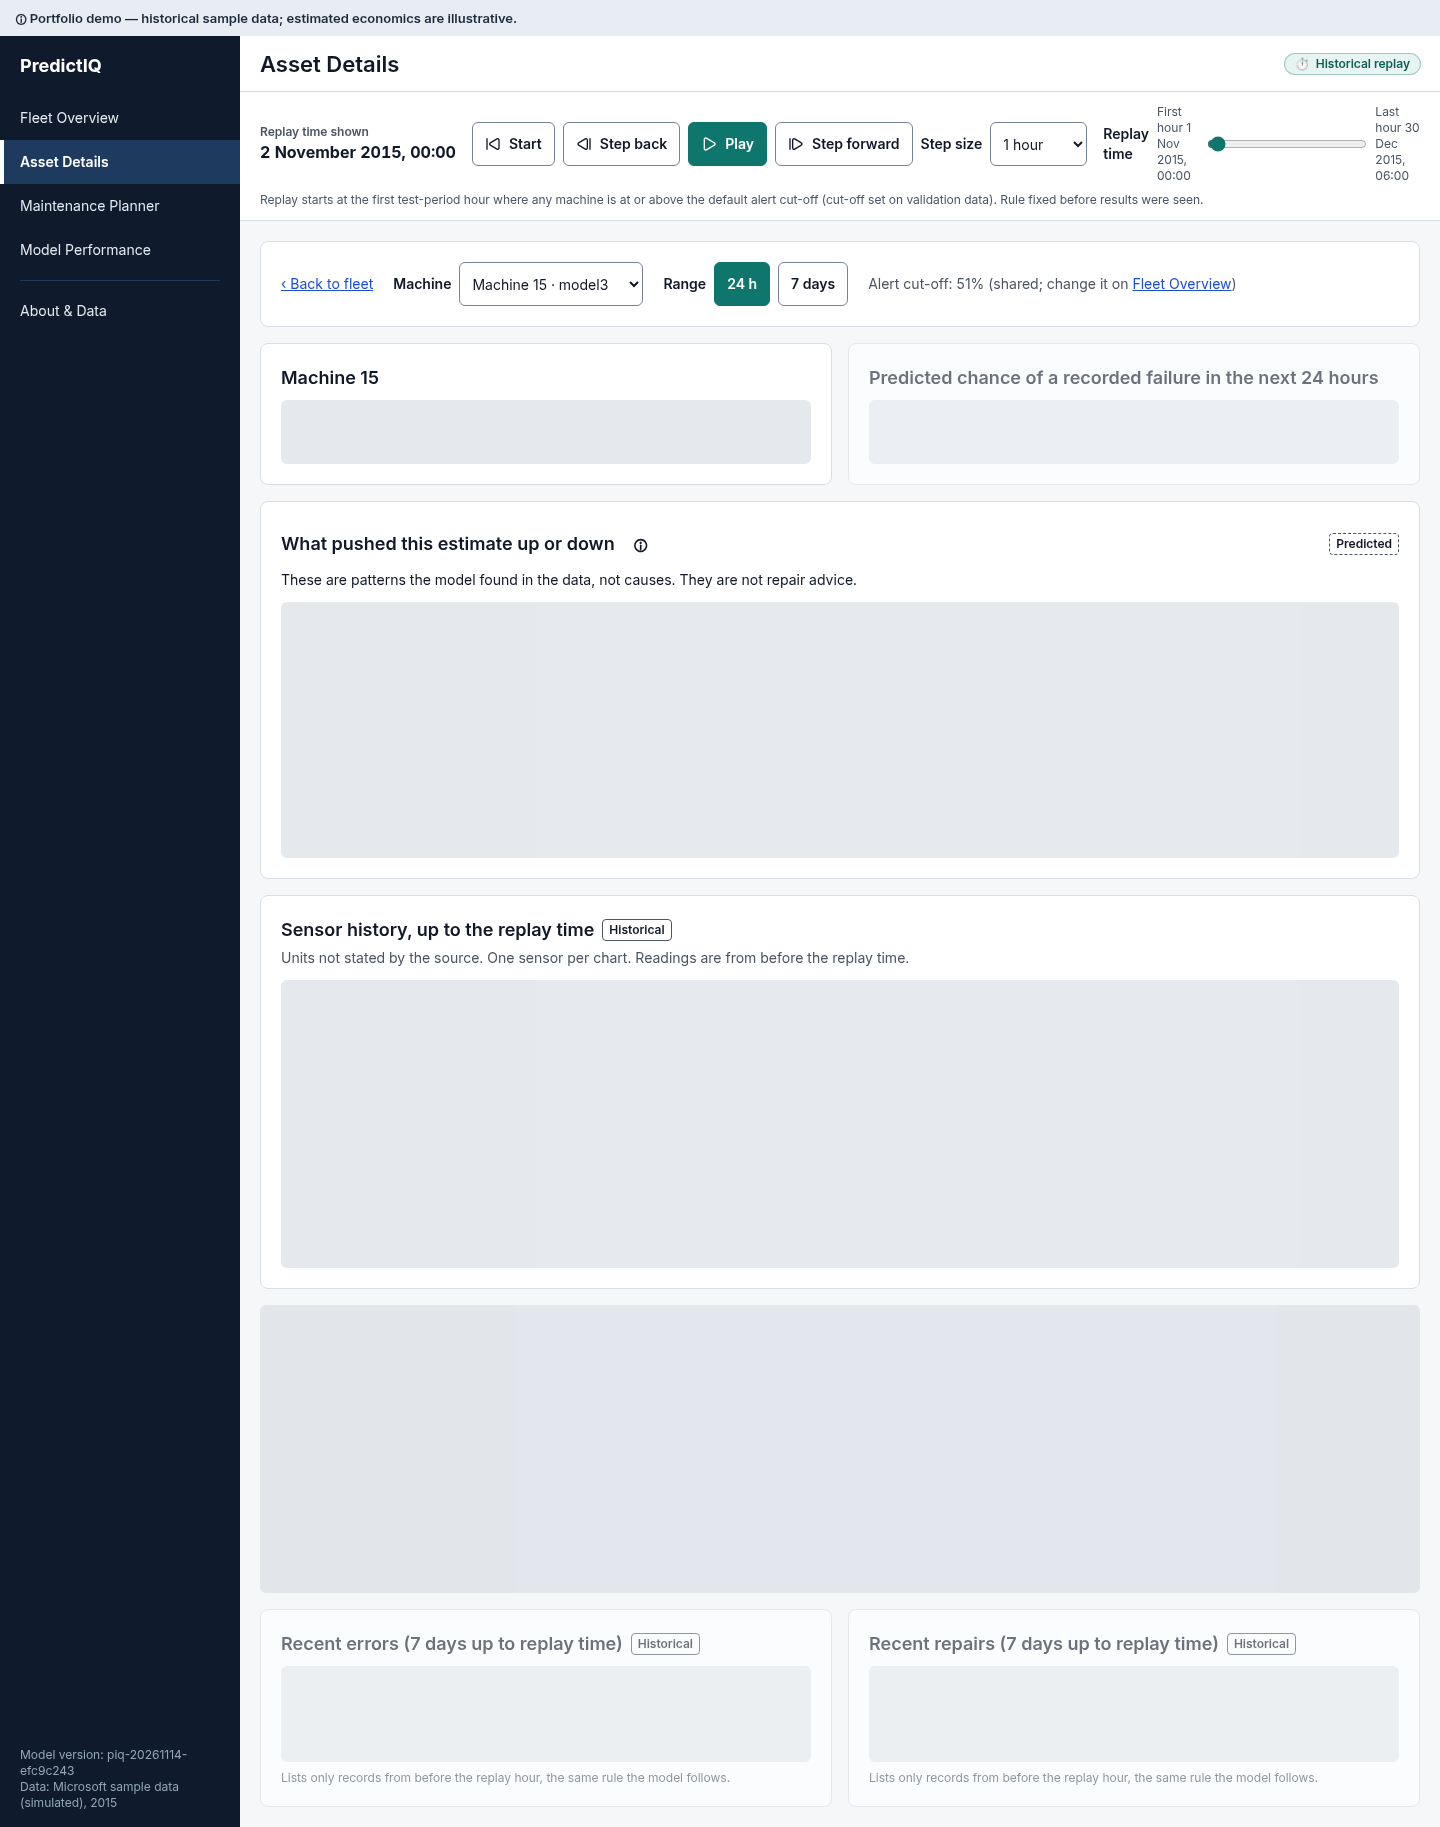 Portfolio demo — historical sample data; estimated economics are illustrative.
PredictIQ
Fleet Overview
Asset Details
Maintenance Planner
Model Performance
About & Data
Model version: piq-20261114-
efc9c243
Data: Microsoft sample data
(simulated), 2015
Asset Details
Historical replay
Replay time shown
2 November 2015, 00:00
Start
Step back
Play
Step forward
Step size
1 hour
Replay
time
First
hour 1
Nov
2015,
00:00
Last
hour 30
Dec
2015,
06:00
Replay starts at the first test-period hour where any machine is at or above the default alert cut-off (cut-off set on validation data). Rule fixed before results were seen.
‹ Back to fleet
Machine
Machine 15 · model3
Range
24 h
7 days
Alert cut-off: 51% (shared; change it on Fleet Overview)
Machine 15
Predicted chance of a recorded failure in the next 24 hours
What pushed this estimate up or down
Predicted
These are patterns the model found in the data, not causes. They are not repair advice.
Sensor history, up to the replay time
Historical
Units not stated by the source. One sensor per chart. Readings are from before the replay time.
Recent errors (7 days up to replay time)
Historical
Lists only records from before the replay hour, the same rule the model follows.
Recent repairs (7 days up to replay time)
Historical
Lists only records from before the replay hour, the same rule the model follows.